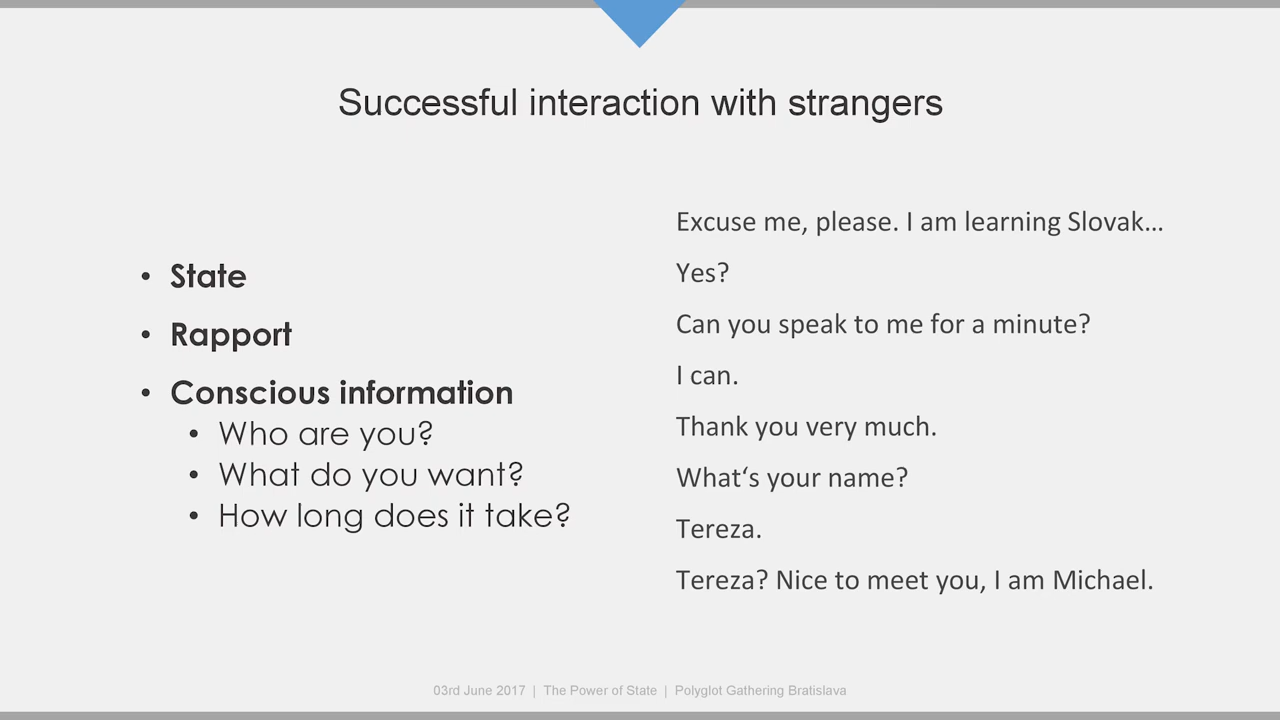 Successful interaction with strangers
• State
• Rapport
• Conscious information
• Who are you?
• What do you want?
• How long does it take?
Excuse me, please. I am learning Slovak…
Yes?
Can you speak to me for a minute?
I can.
Thank you very much.
What‘s your name?
Tereza.
Tereza? Nice to meet you, I am Michael.
03rd June 2017 | The Power of State | Polyglot Gathering Bratislava